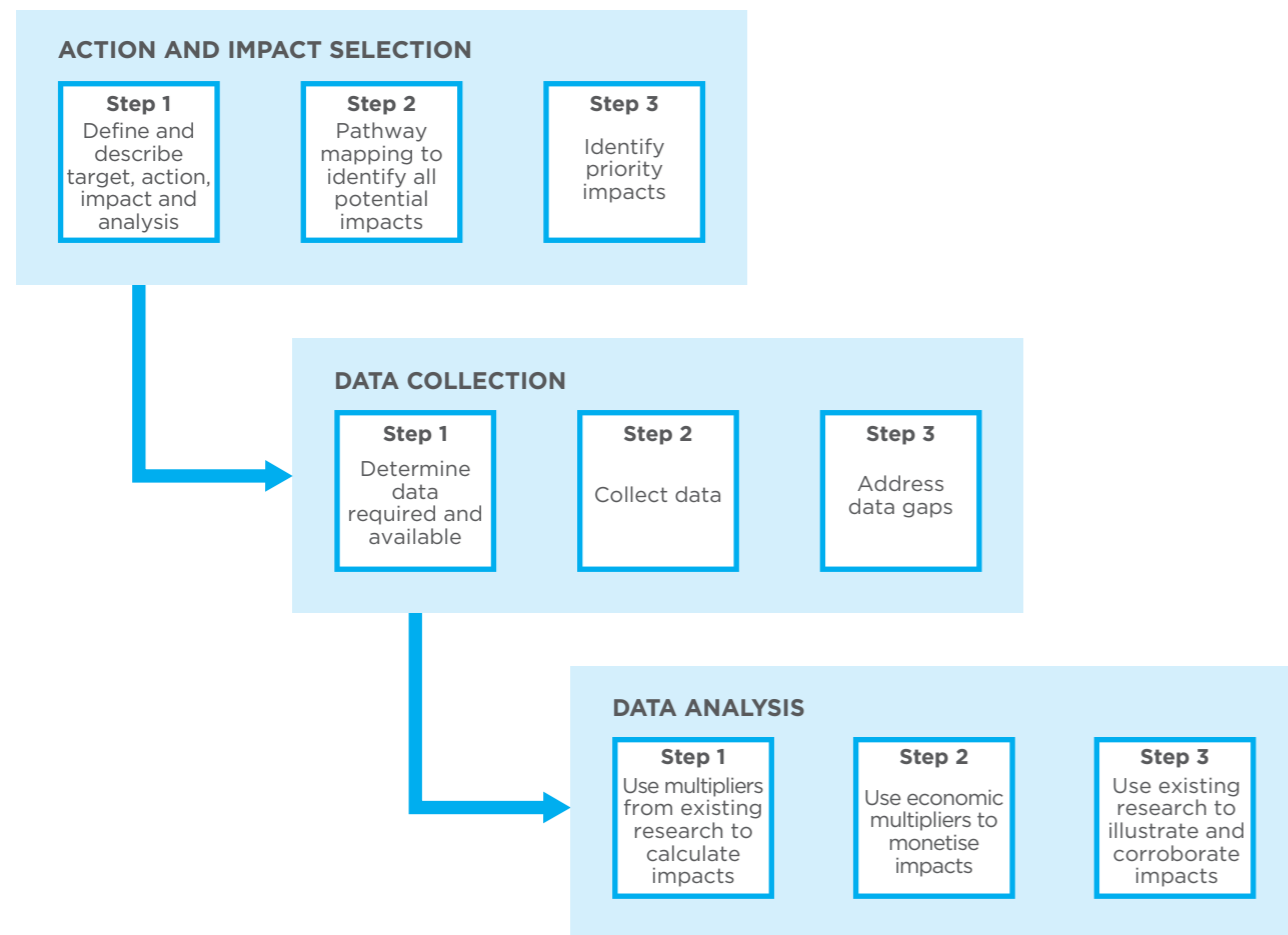 ACTION AND IMPACT SELECTION
Step 1
Define and
describe
target, action,
impact and
analysis
Step 2
Pathway
mapping to
identify all
potential
impacts
Step 3
Identify
priority
impacts
DATA COLLECTION
Step 1
Determine
data
required and
available
Step 2
Collect data
Step 3
Address
data gaps
DATA ANALYSIS
Step 1
Use multipliers
from existing
research to
calculate
impacts
Step 2
Use economic
multipliers to
monetise
impacts
Step 3
Use existing
research to
illustrate and
corroborate
impacts